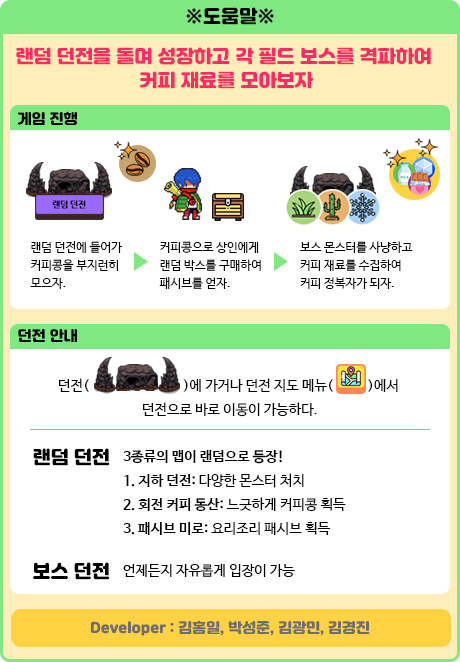 ※도움말※
랜덤 던전을 돌며 성장하고 각 필드 보스를 격파하며
커피 재료를 모아보자
게임 진행
랜덤 던전
랜덤 던전에 들어가
커피콩을 부지런히
모으자.
커피콩으로 상인에게
랜덤 박스를 구매하여
패시브를 얻자.
보스 몬스터를 사냥하고
커피 재료를 수집하여
커피 정복자가 되자.
던전 안내
던전( )에 가거나 던전 지도 메뉴( )에서
던전으로 바로 이동이 가능하다.
랜덤 던전 3종류의 맵이 랜덤으로 등장!
1. 지하 던전: 다양한 몬스터 처치
2. 회전 커피 동산: 느긋하게 커피콩 획득
3. 패시브 미로: 요리조리 패시브 획득
보스 던전 언제든지 자유롭게 입장이 가능
Developer : 김홍일, 박성준, 김광민, 김경진